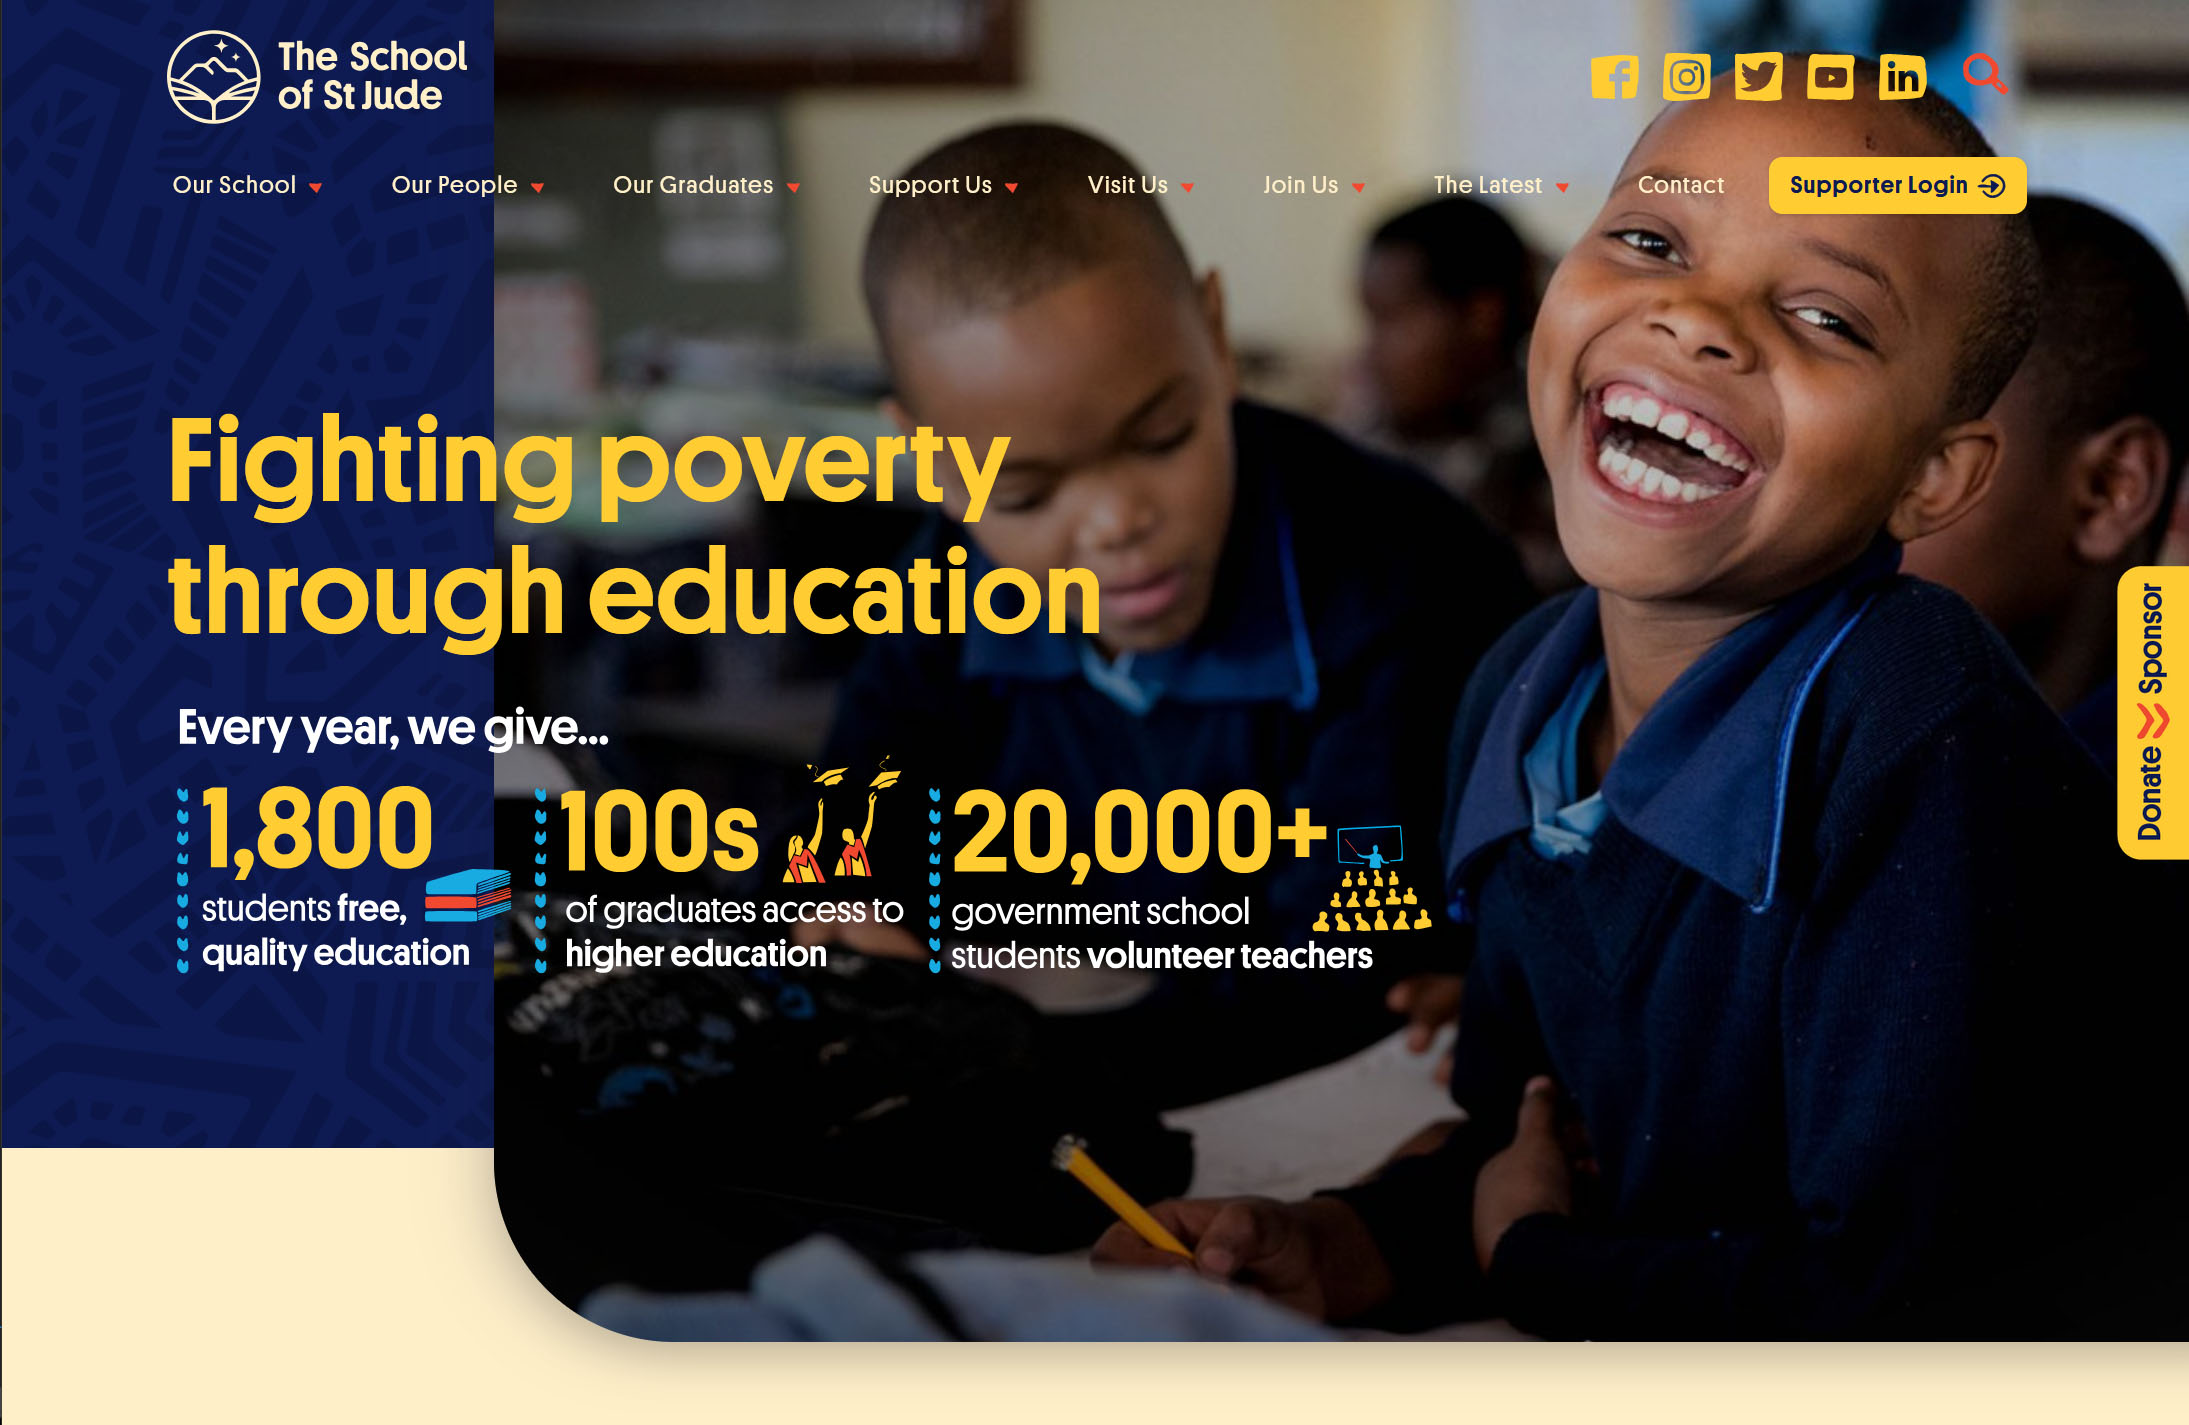 The School
of St Jude
Our School
Our People
Our Graduates
Support Us
Visit Us
Join Us
The Latest
Contact
Supporter Login
Fighting poverty
through education
Every year, we give...
1,800
students free,
quality education
100s
of graduates access to
higher education
20,000+
government school
students volunteer teachers
Donate Sponsor